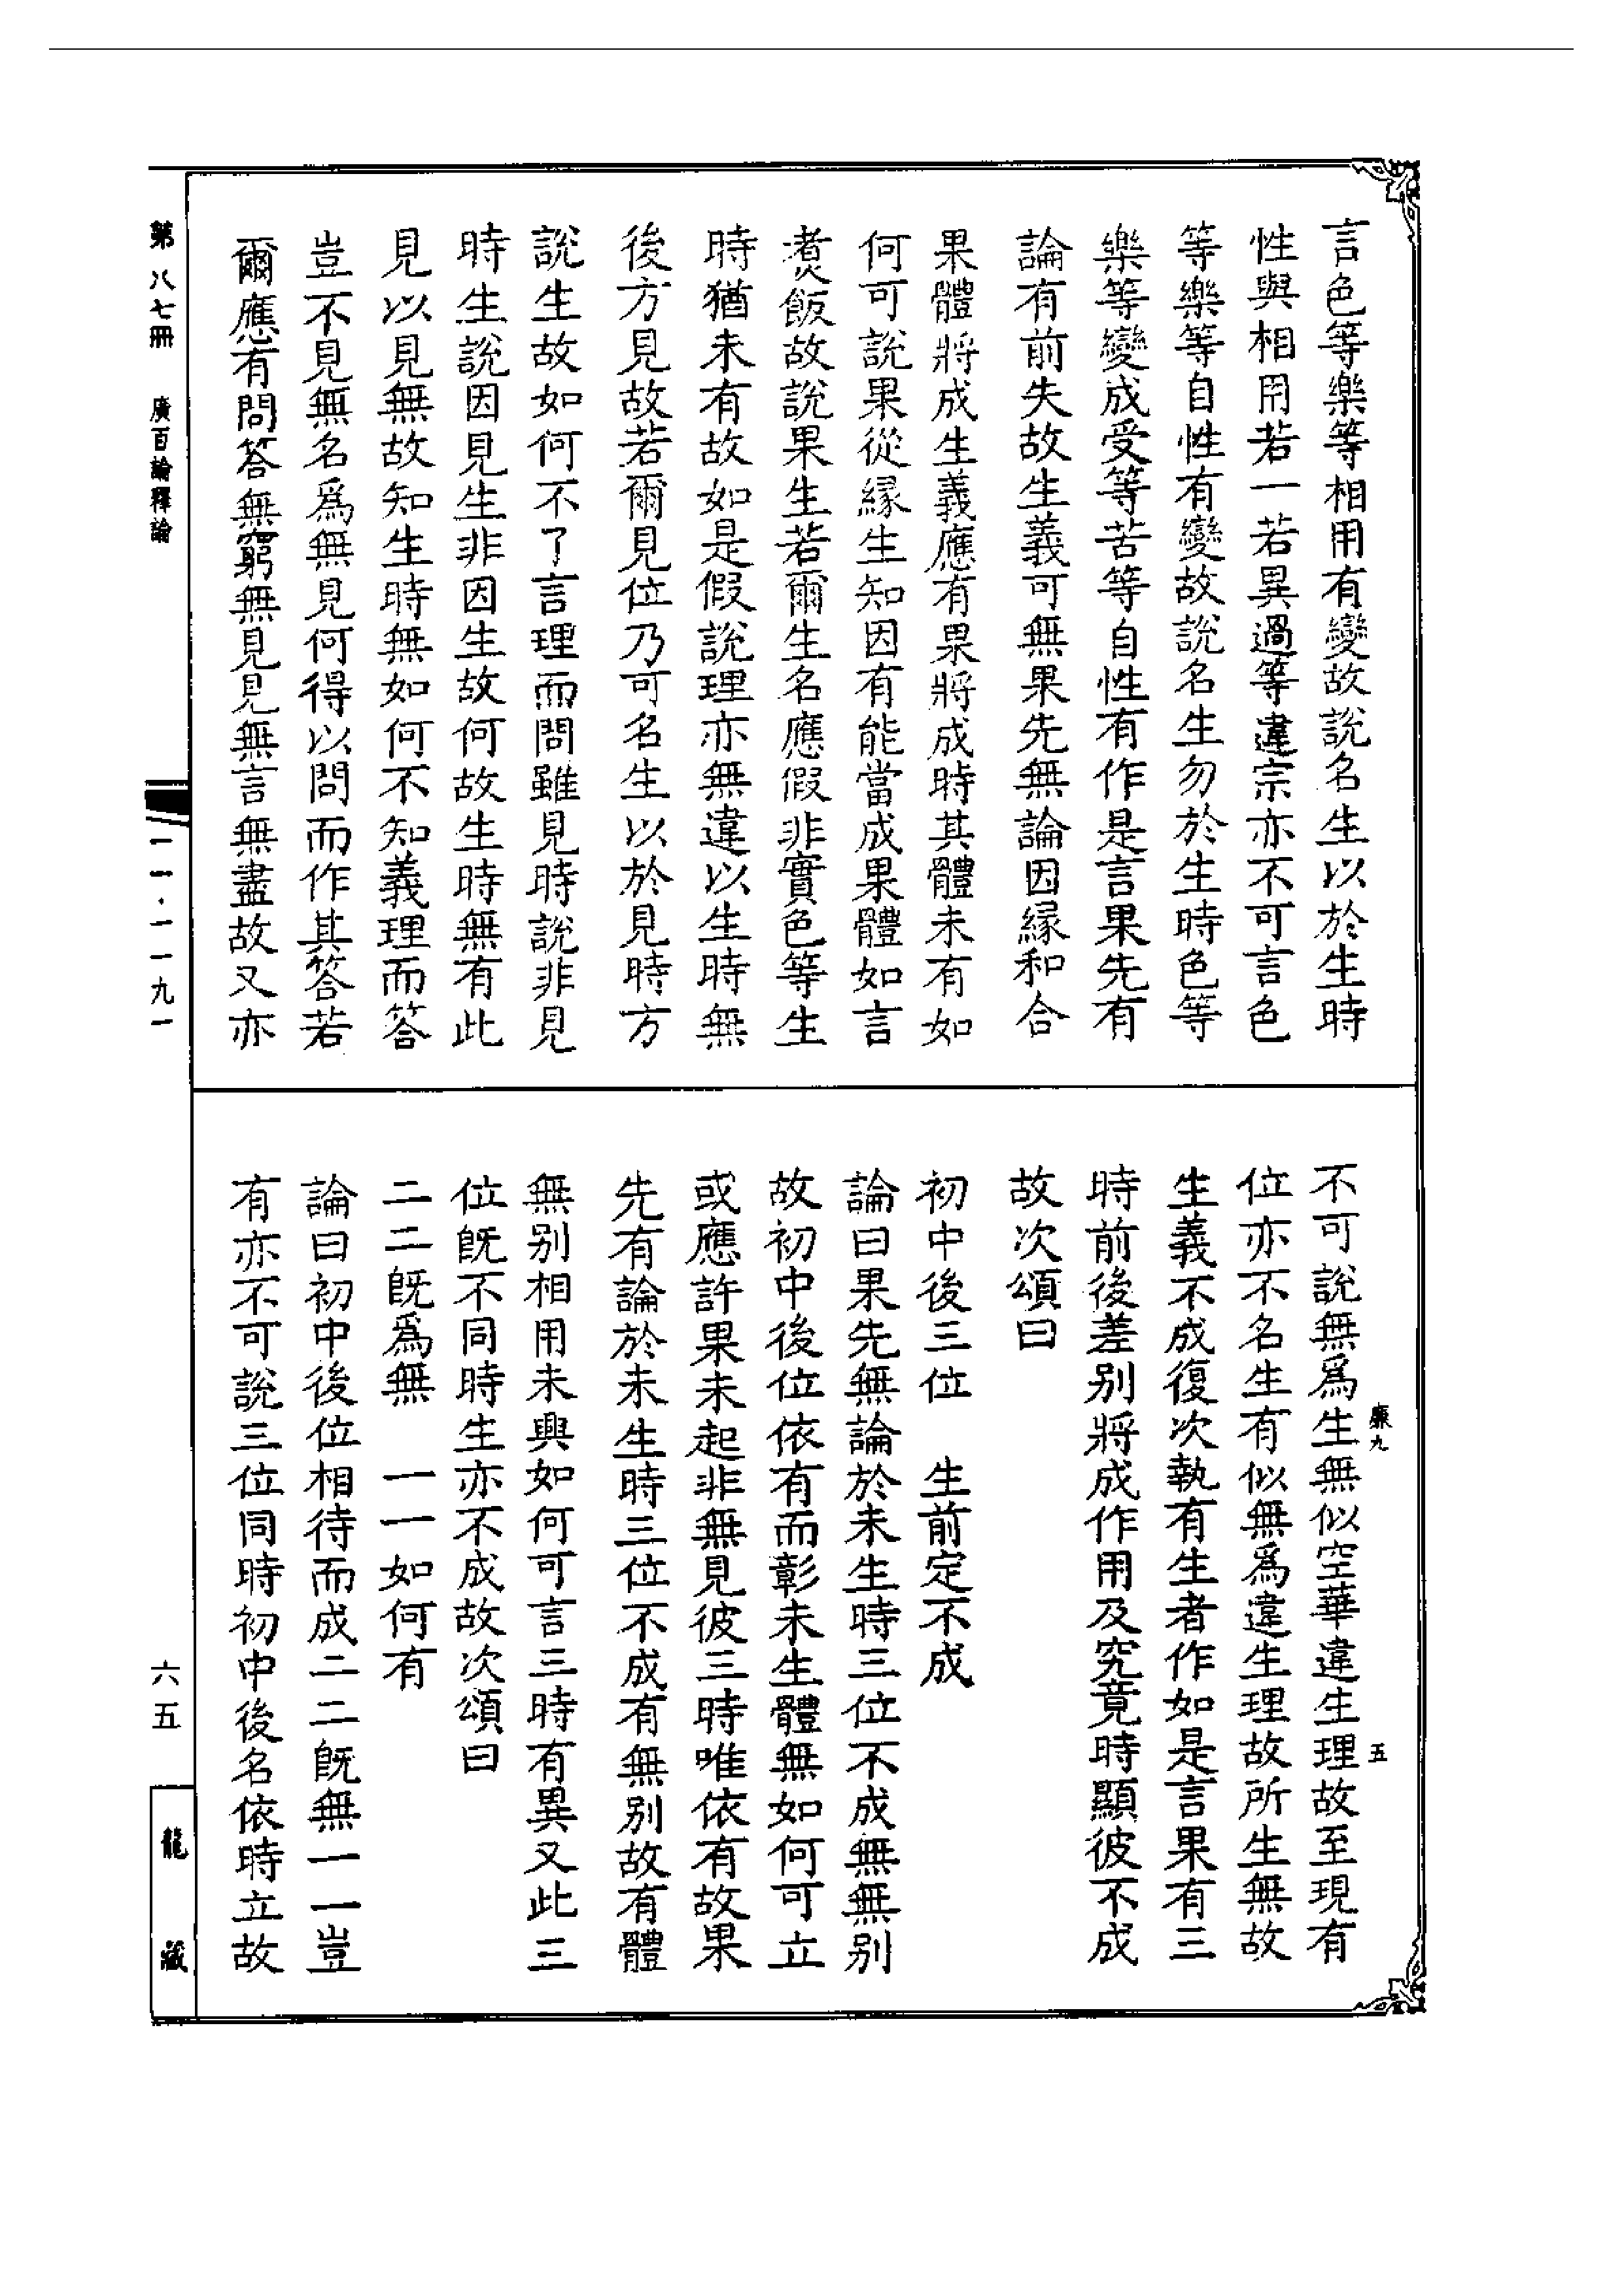 言色等樂等相用有變故說名生以於生時
性與相用若一若異過等違宗亦不可言色
等樂等自性有變故說名生勿於生時色等
樂等變成受等苦等自性有作是言果先有
論有前失故生義可無果先無論因緣和合
果體將成生義應有果將成時其體未有如
何可說果從緣生知因有能當成果體如言
煑飯故說果生若爾生名應假非實色等生
時猶未有故如是假說理亦無違以生時無
後方見故若爾見位乃可名生以於見時方
說生故如何不了言理而問雖見時說非見
時生說因見生非因生故何故生時無有此
見以見無故知生時無如何不知義理而答
豈不見無名爲無見何得以問而作其答若
爾應有問答無窮無見見無言無盡故又亦
不可說無爲生無似空華違生理故至現有
位亦不名生有似無爲違生理故所生無故
生義不成復次執有生者作如是言果有三
時前後差别將成作用及究竟時顯彼不成
故次頌曰
初中後三位　生前定不成
論曰果先無論於未生時三位不成無無别
故初中後位依有而彰未生體無如何可立
或應許果未起非無見彼三時唯依有故果
先有論於未生時三位不成有無别故有體
無别相用未興如何可言三時有異又此三
位旣不同時生亦不成故次頌曰
二二旣爲無　一一如何有
論曰初中後位相待而成二二旣無一一豈
有亦不可說三位同時初中後名依時立故
廉九
五
第八七冊　廣百論釋論
一一·一一九一
六五
龍藏